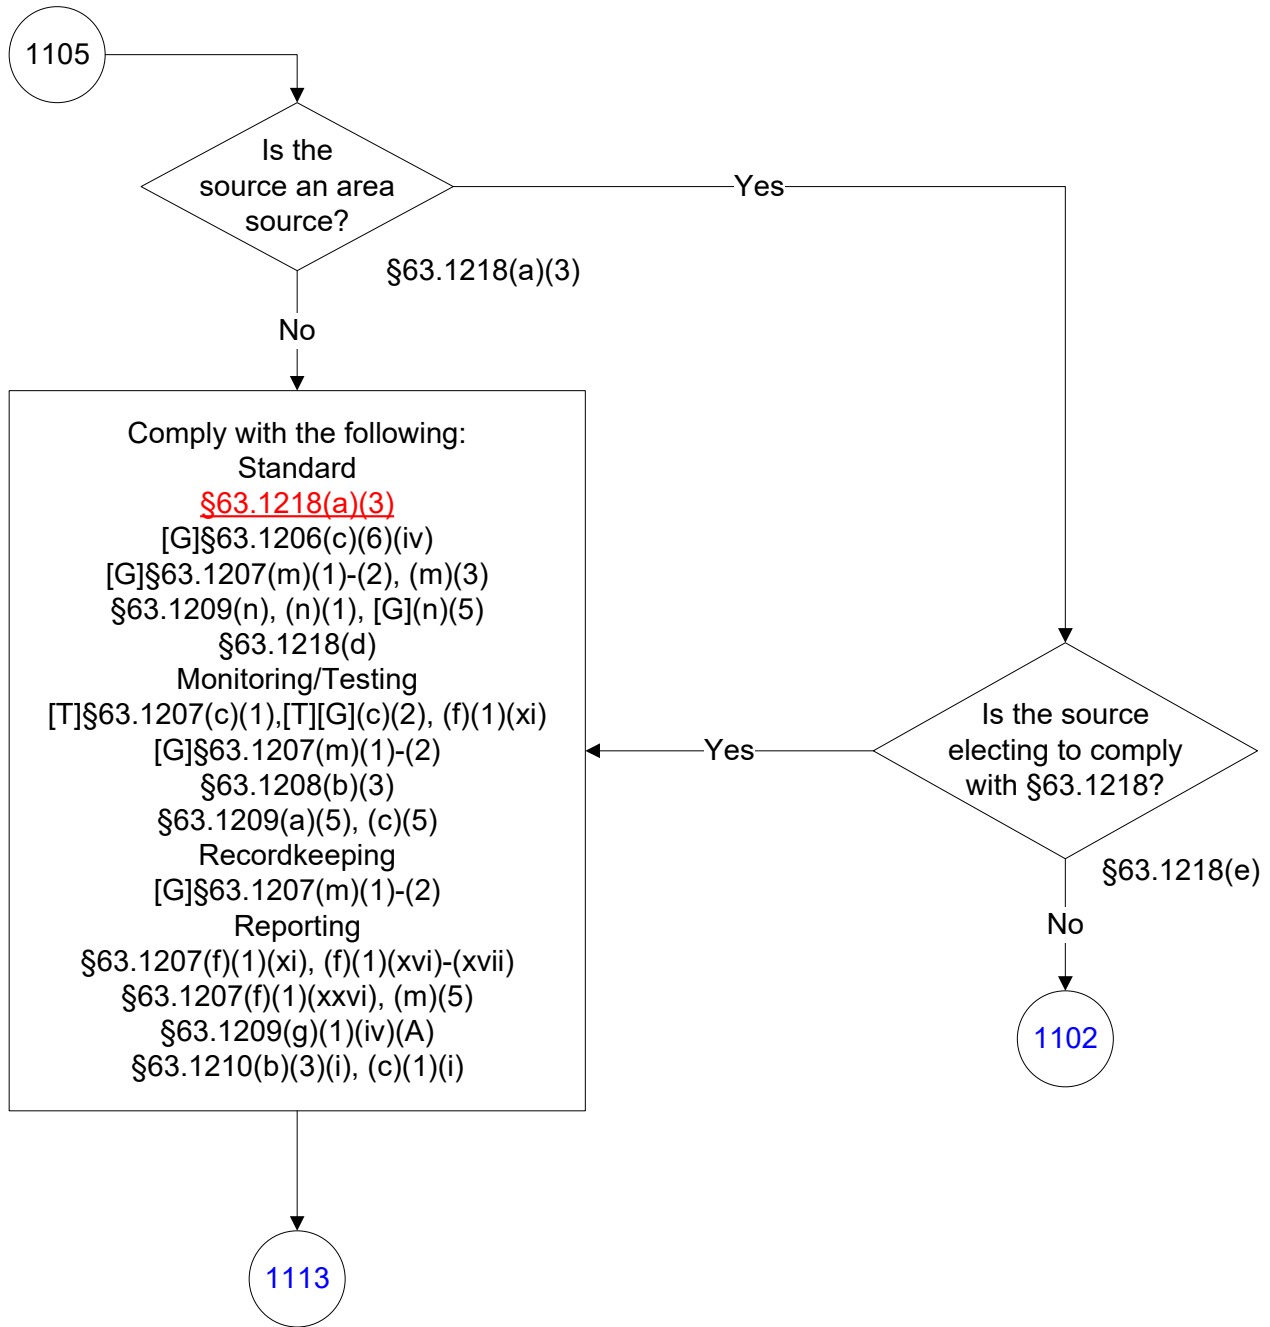 1105
Is the
source an area
source?
Yes
§63.1218(a)(3)
No
Comply with the following:
Standard
§63.1218(a)(3)
[G]§63.1206(c)(6)(iv)
[G]§63.1207(m)(1)-(2), (m)(3)
§63.1209(n), (n)(1), [G](n)(5)
§63.1218(d)
Monitoring/Testing
[T]§63.1207(c)(1),[T][G](c)(2), (f)(1)(xi)
[G]§63.1207(m)(1)-(2)
§63.1208(b)(3)
§63.1209(a)(5), (c)(5)
Recordkeeping
[G]§63.1207(m)(1)-(2)
Reporting
§63.1207(f)(1)(xi), (f)(1)(xvi)-(xvii)
§63.1207(f)(1)(xxvi), (m)(5)
§63.1209(g)(1)(iv)(A)
§63.1210(b)(3)(i), (c)(1)(i)
Yes
Is the source
electing to comply
with §63.1218?
§63.1218(e)
No
1102
1113